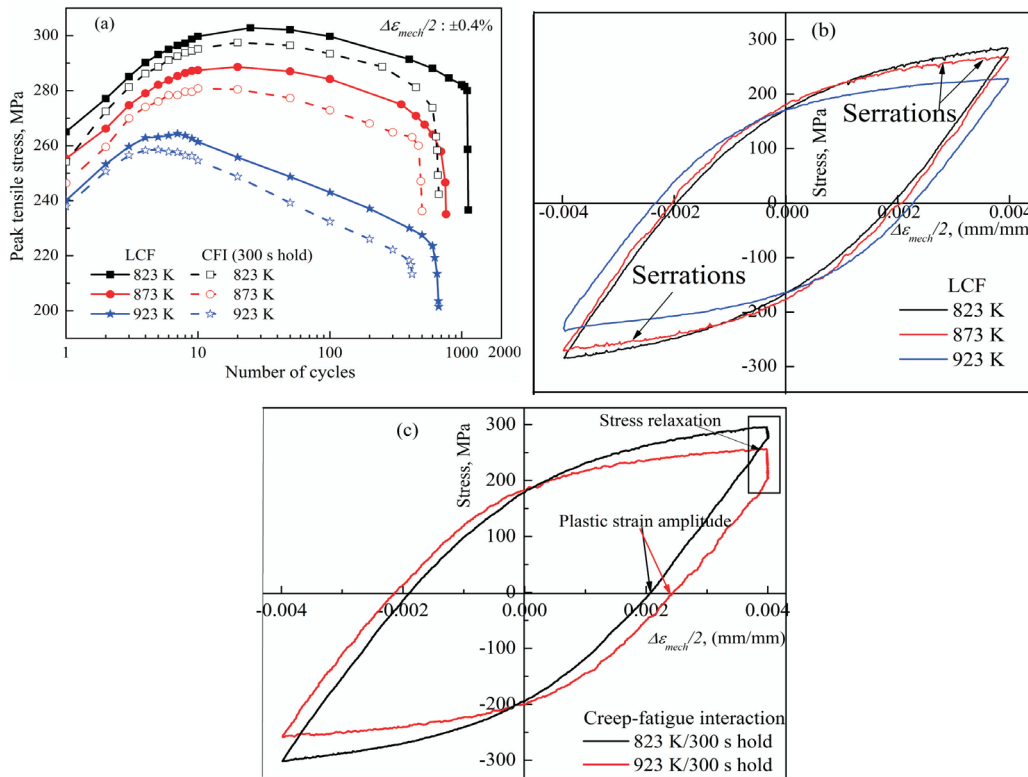 (a)
Δε_mech/2 : ±0.4%
Peak tensile stress, MPa
300
280
260
240
220
200
LCF CFI (300 s hold)
823 K 823 K
873 K 873 K
923 K 923 K
1 10 100 1000 2000
Number of cycles
(b)
300
200
100
0
-100
-200
-300
Stress, MPa
Serrations
-0.004 -0.002 0.000 0.002 0.004
Δε_mech/2, (mm/mm)
Serrations
LCF
823 K
873 K
923 K
(c)
300
200
100
0
-100
-200
-300
Stress, MPa
Stress relaxation
Plastic strain amplitude
-0.004 -0.002 0.000 0.002 0.004
Δε_mech/2, (mm/mm)
Creep-fatigue interaction
823 K/300 s hold
923 K/300 s hold